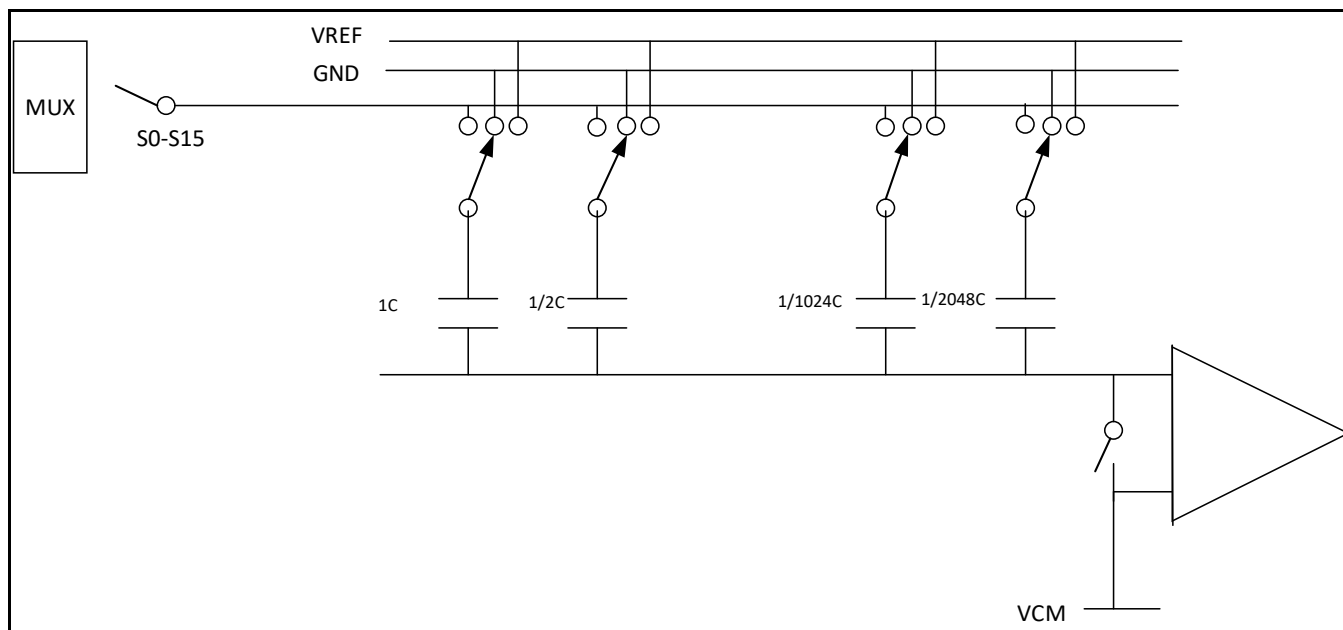 VREF
GND
MUX
S0-S15
1C
1/2C
1/1024C
1/2048C
VCM